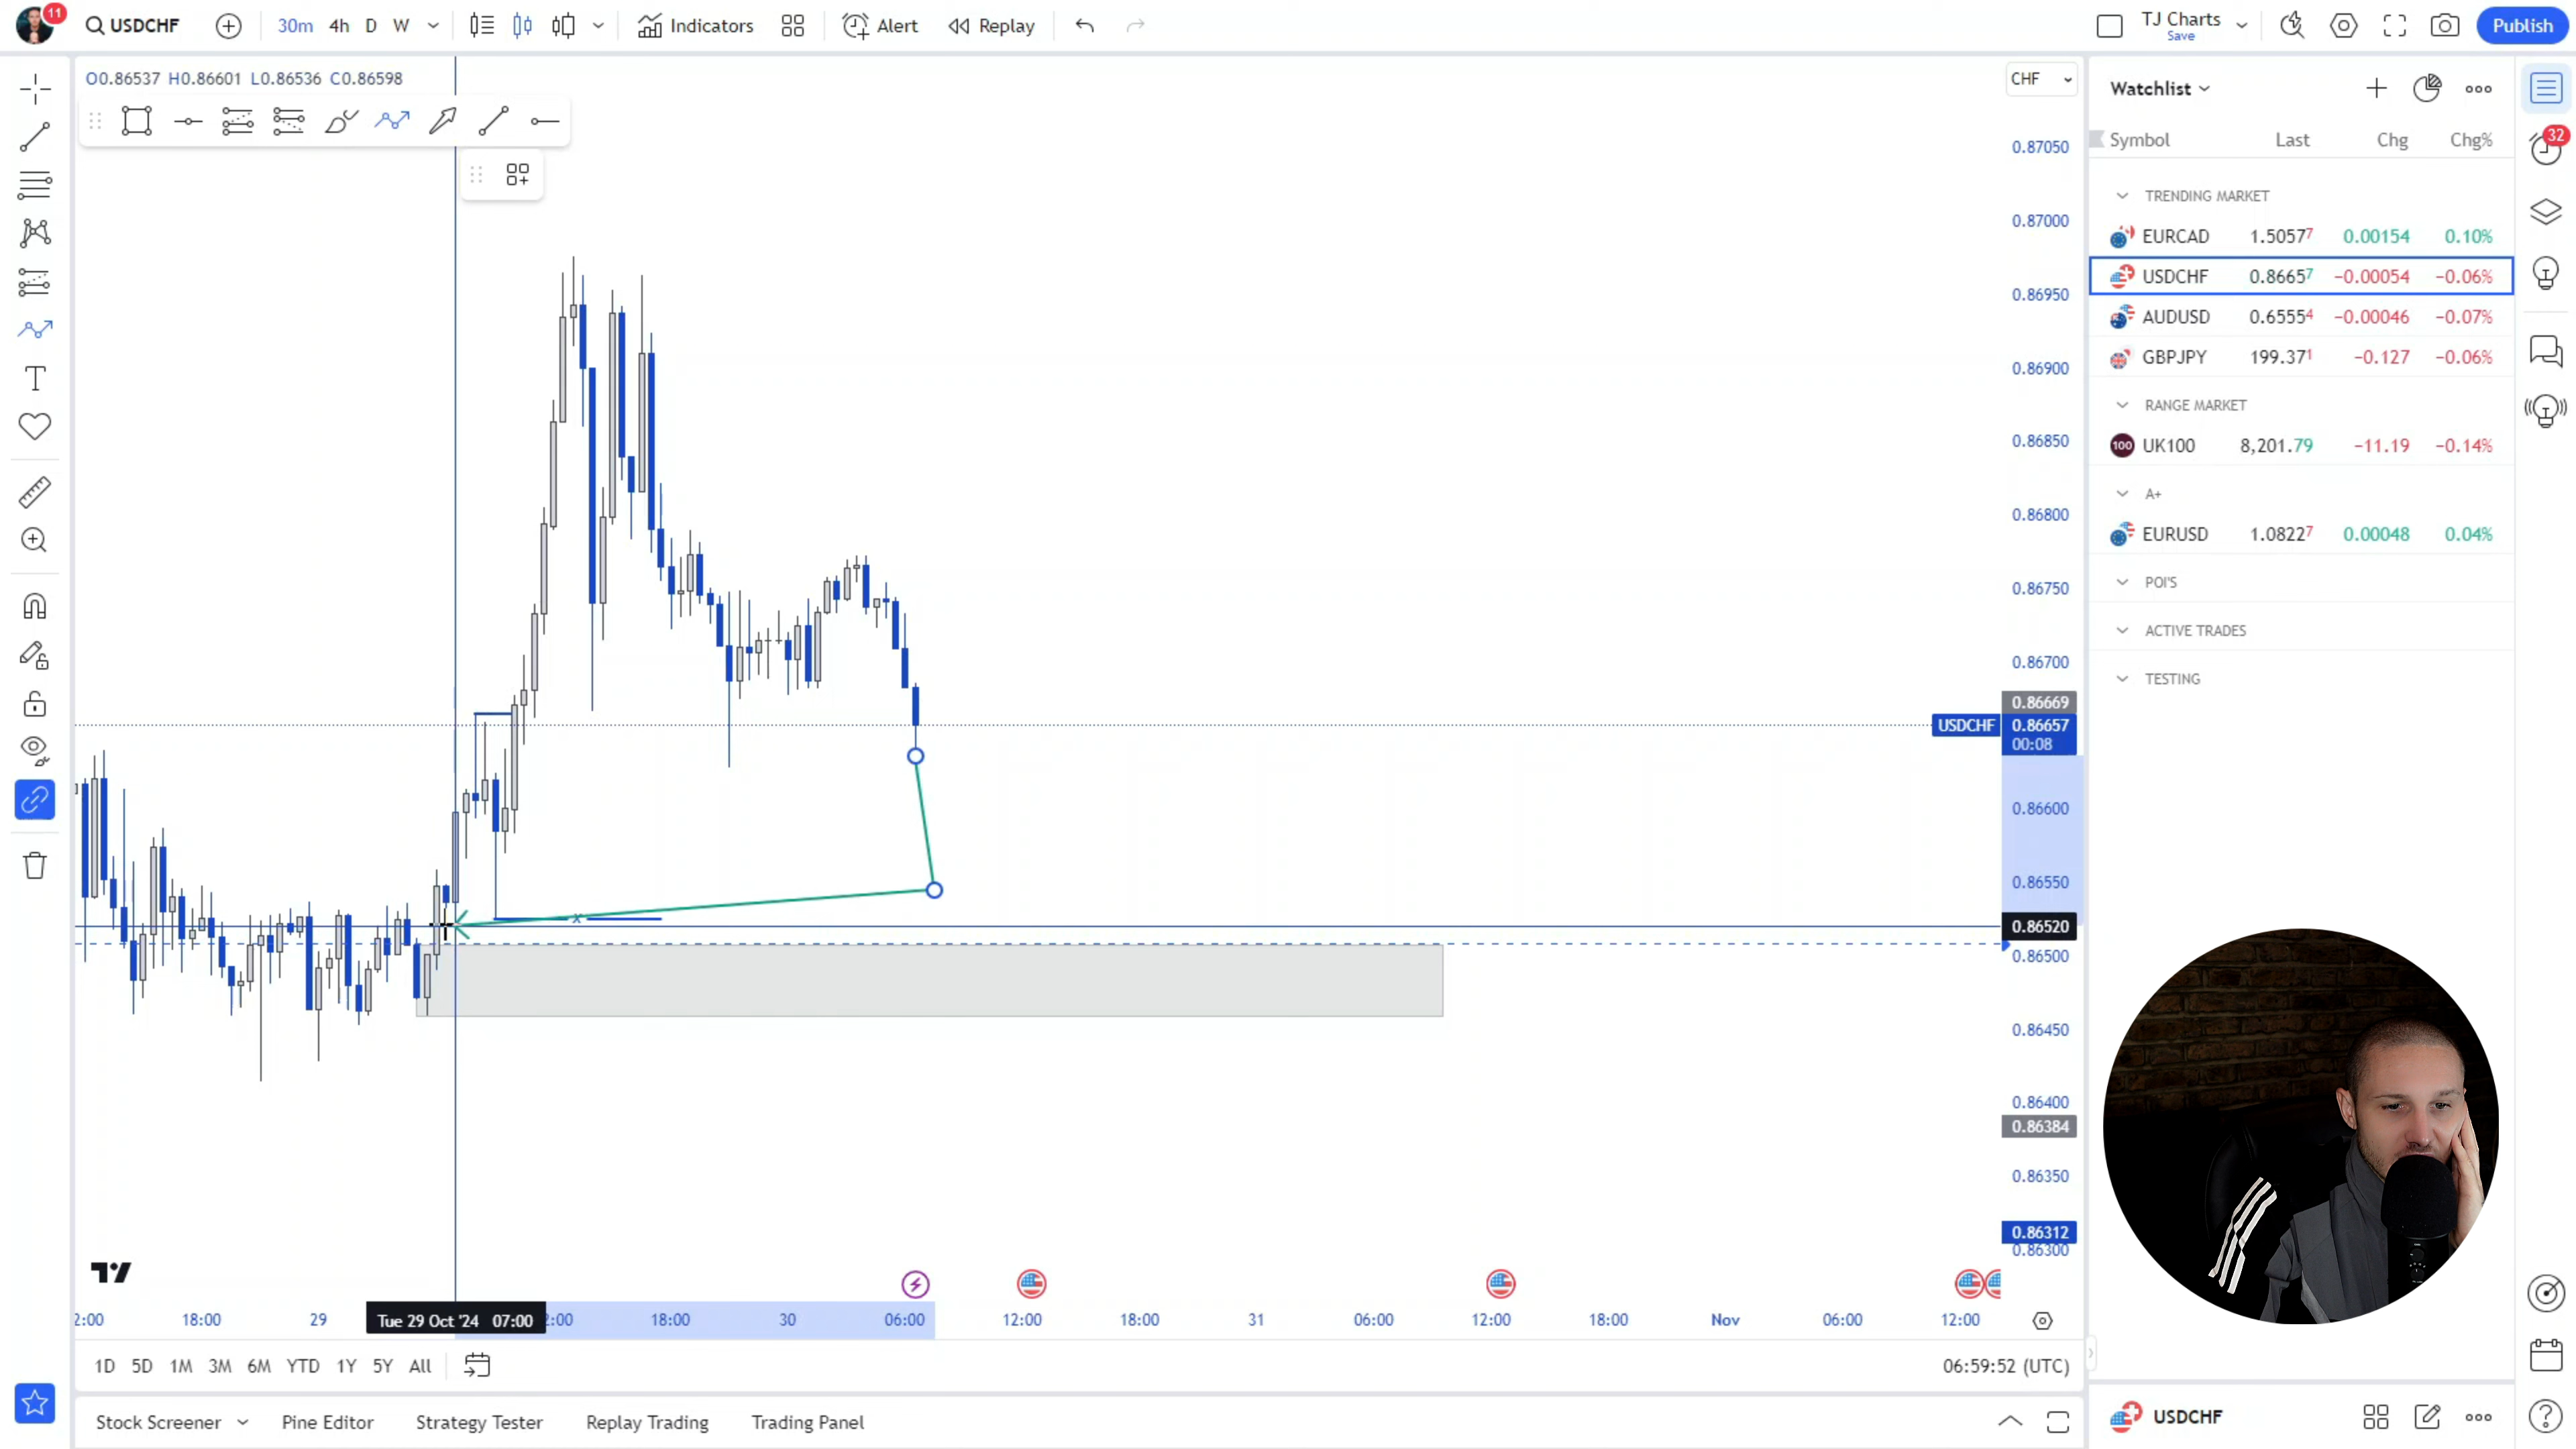 11
USDCHF
30m 4h D W
Indicators
Alert
Replay
TJ Charts
Save
Publish
O0.86537 H0.86601 L0.86536 C0.86598
CHF
0.87050
0.87000
0.86950
0.86900
0.86850
0.86800
0.86750
0.86700
0.86669
USDCHF 0.86657
00:08
0.86600
0.86550
0.86520
0.86500
0.86450
0.86400
0.86384
0.86350
0.86312
0.86300
x
2:00 18:00 29 Tue 29 Oct '24 07:00 2:00 18:00 30 06:00 12:00 18:00 31 06:00 12:00 18:00 Nov 06:00 12:00
1D 5D 1M 3M 6M YTD 1Y 5Y All
06:59:52 (UTC)
Stock Screener Pine Editor Strategy Tester Replay Trading Trading Panel
Watchlist
Symbol Last Chg Chg%
TRENDING MARKET
EURCAD 1.50577 0.00154 0.10%
USDCHF 0.86657 −0.00054 −0.06%
AUDUSD 0.65554 −0.00046 −0.07%
GBPJPY 199.371 −0.127 −0.06%
RANGE MARKET
100 UK100 8,201.79 −11.19 −0.14%
A+
EURUSD 1.08227 0.00048 0.04%
POI'S
ACTIVE TRADES
TESTING
32
USDCHF